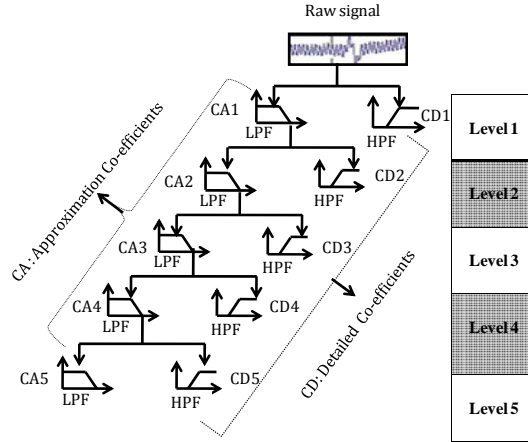 Raw signal
CA1
LPF
HPF
CD1
Level 1
CA2
LPF
HPF
CD2
Level 2
CA3
LPF
HPF
CD3
Level 3
CA4
LPF
HPF
CD4
Level 4
CA5
LPF
HPF
CD5
Level 5
CA : Approximation Co-efficients
CD: Detailed Co-efficients